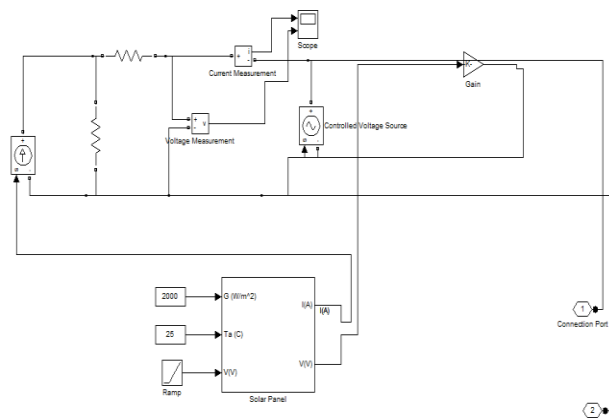 Scope
i
+
-
Current Measurement
K-
Gain
+
-
v
Voltage Measurement
+
s
-
Controlled Voltage Source
+
s
-
2000
G (W/m^2)
I(A)
I(A)
25
Ta (C)
V(V)
V(V)
Ramp
Solar Panel
1
Connection Port
2